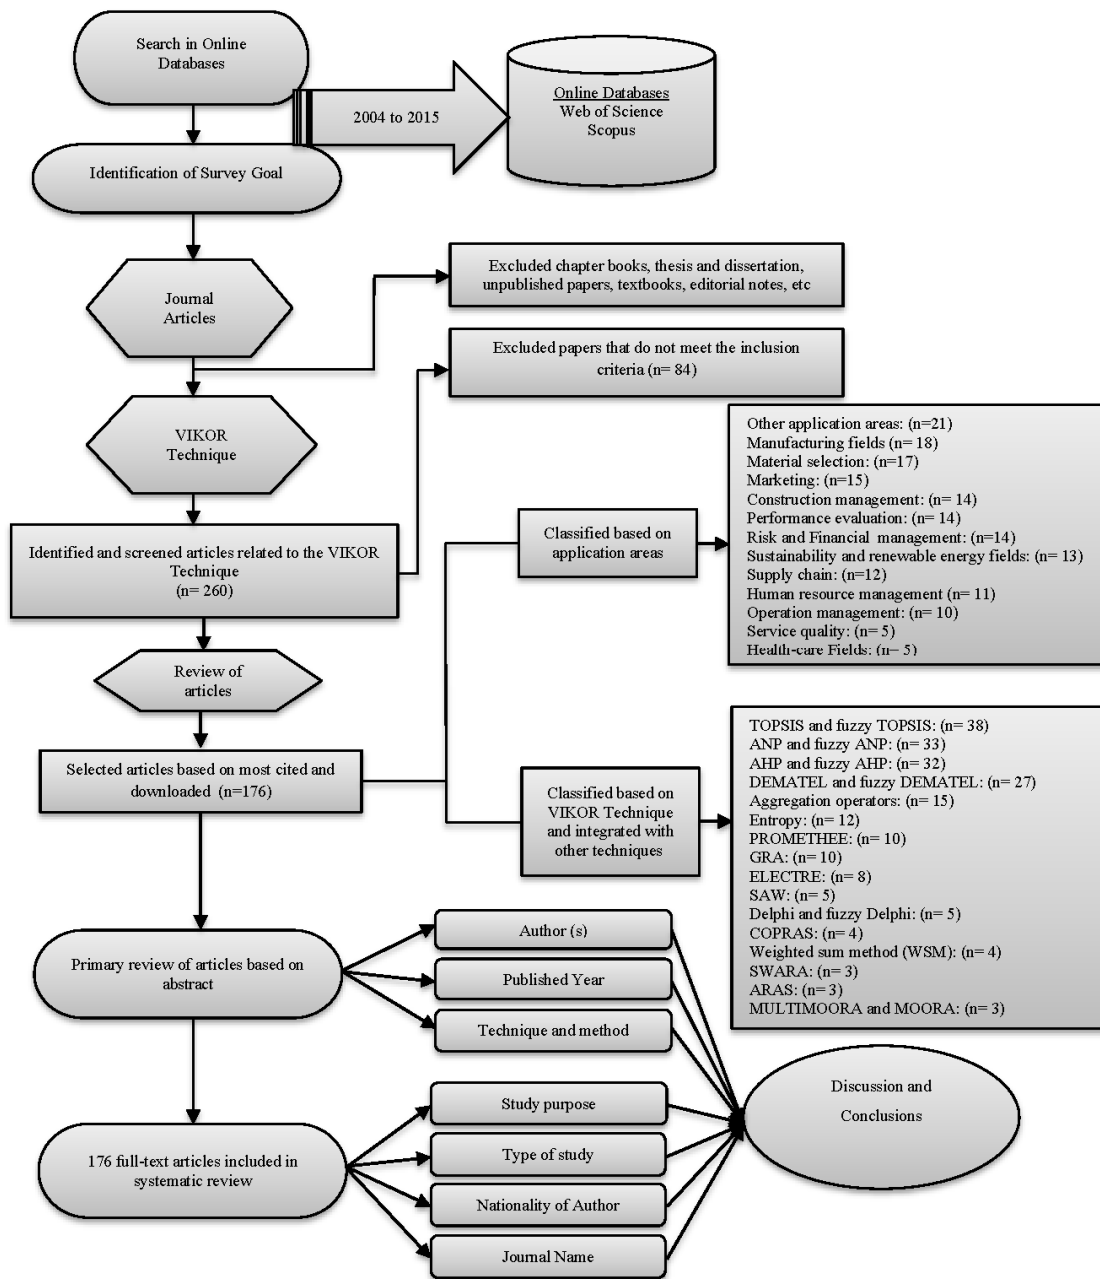 Search in Online
Databases
2004 to 2015
Online Databases
Web of Science
Scopus
Identification of Survey Goal
Journal
Articles
Excluded chapter books, thesis and dissertation,
unpublished papers, textbooks, editorial notes, etc
Excluded papers that do not meet the inclusion
criteria (n= 84)
VIKOR
Technique
Identified and screened articles related to the VIKOR
Technique
(n= 260)
Classified based on
application areas
Other application areas: (n=21)
Manufacturing fields (n= 18)
Material selection: (n=17)
Marketing: (n=15)
Construction management: (n= 14)
Performance evaluation: (n= 14)
Risk and Financial management: (n=14)
Sustainability and renewable energy fields: (n= 13)
Supply chain: (n=12)
Human resource management (n= 11)
Operation management: (n= 10)
Service quality: (n= 5)
Health-care Fields: (n= 5)
Review of
articles
Selected articles based on most cited and
downloaded (n=176)
Classified based on
VIKOR Technique
and integrated with
other techniques
TOPSIS and fuzzy TOPSIS: (n= 38)
ANP and fuzzy ANP: (n= 33)
AHP and fuzzy AHP: (n= 32)
DEMATEL and fuzzy DEMATEL: (n= 27)
Aggregation operators: (n= 15)
Entropy: (n= 12)
PROMETHEE: (n= 10)
GRA: (n= 10)
ELECTRE: (n= 8)
SAW: (n= 5)
Delphi and fuzzy Delphi: (n= 5)
COPRAS: (n= 4)
Weighted sum method (WSM): (n= 4)
SWARA: (n= 3)
ARAS: (n= 3)
MULTIMOORA and MOORA: (n= 3)
Primary review of articles based on
abstract
Author (s)
Published Year
Technique and method
176 full-text articles included in
systematic review
Study purpose
Type of study
Nationality of Author
Journal Name
Discussion and
Conclusions